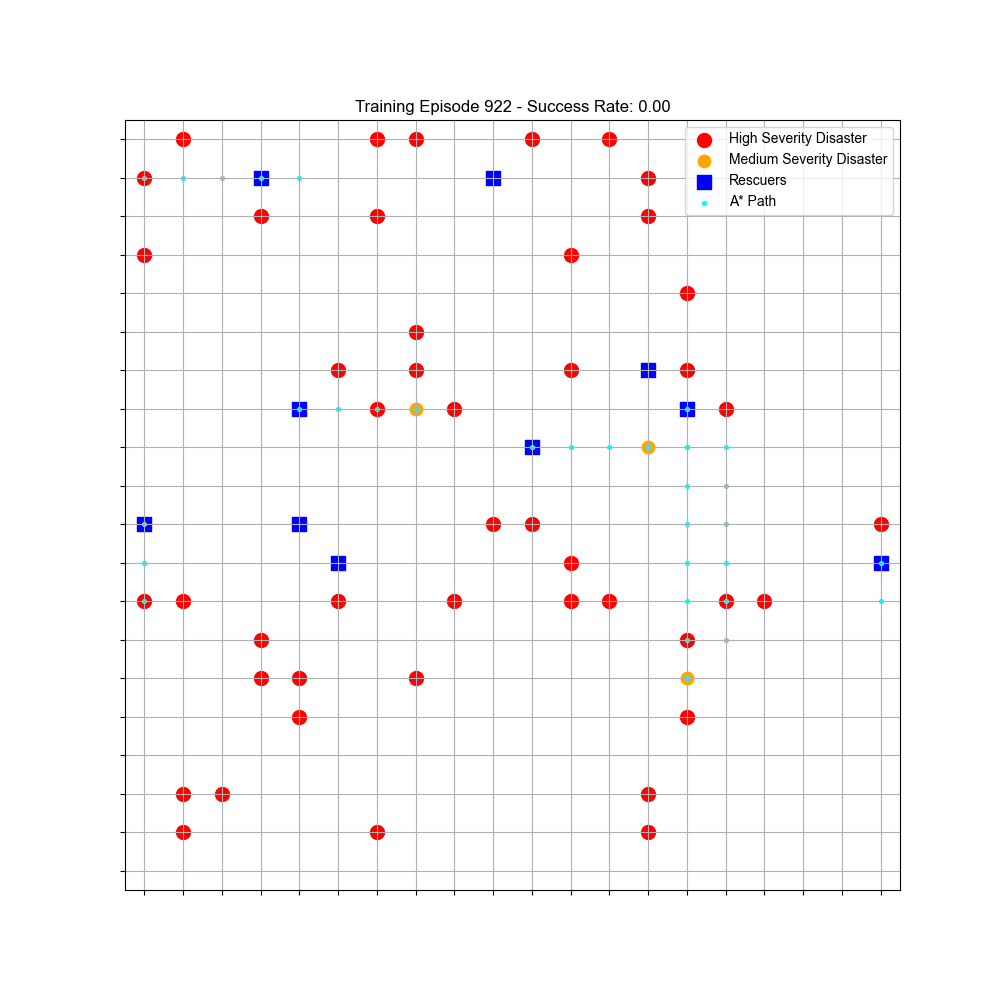 Training Episode 922 - Success Rate: 0.00
High Severity Disaster
Medium Severity Disaster
Rescuers
A* Path